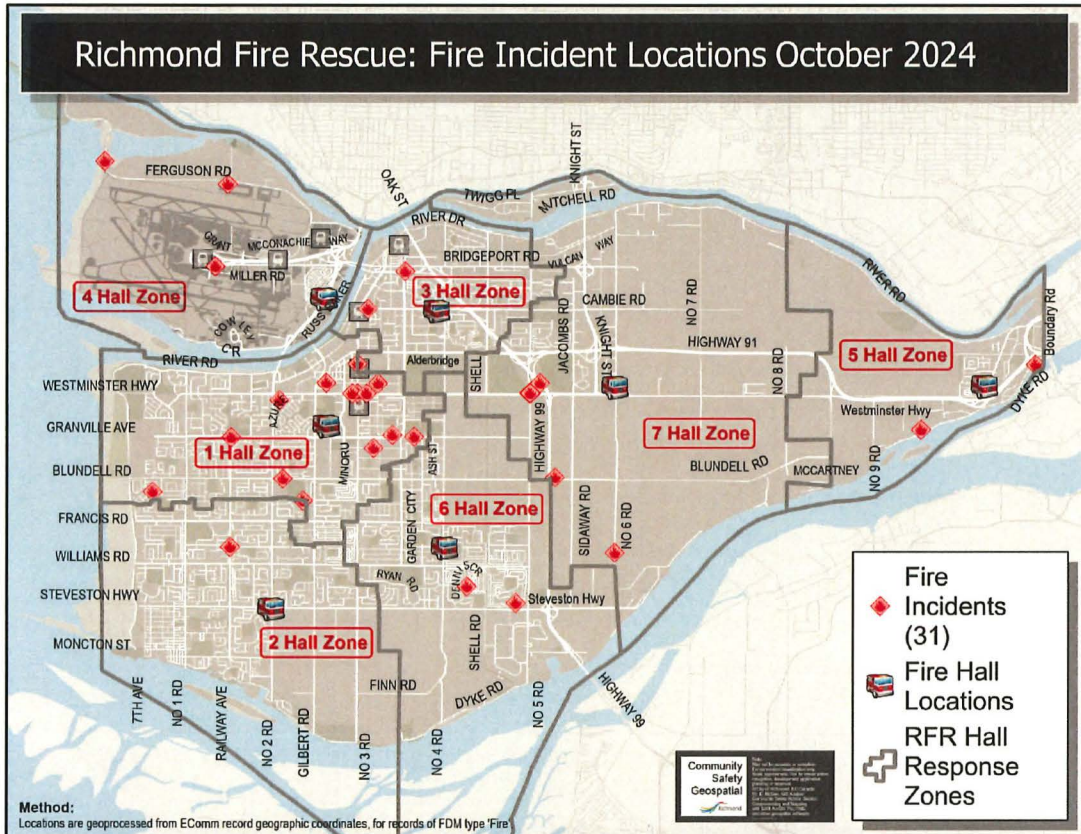 Richmond Fire Rescue: Fire Incident Locations October 2024
FERGUSON RD
OAK ST
TWIGG PL
KNIGHT ST
MITCHELL RD
RIVER DR
GRANT
MCCONACHIE
WAY
BRIDGEPORT RD
VULCAN
WAY
MILLER RD
3 Hall Zone
RIVER RD
4 Hall Zone
RUSS BAKER
CAMBIE RD
NO 7 RD
COWLEY
CR
JACOBS RD
KNIGHT ST
HIGHWAY 91
Boundary Rd
RIVER RD
Alderbridge
SHELL
NO 8 RD
5 Hall Zone
WESTMINSTER HWY
DYKE RD
AZURE
HIGHWAY 99
Westminster Hwy
GRANVILLE AVE
7 Hall Zone
1 Hall Zone
MINORU
ASH ST
BLUNDELL RD
BLUNDELL RD
MCCARTNEY
NO 9 RD
GARDEN CITY
6 Hall Zone
FRANCIS RD
SIDAWAY RD
NO 6 RD
WILLIAMS RD
RYAN RD
DENNIS CR
STEVESTON HWY
Steveston Hwy
2 Hall Zone
SHELL RD
MONCTON ST
FINN RD
DYKE RD
HIGHWAY 99
7TH AVE
NO 1 RD
RAILWAY AVE
NO 2 RD
GILBERT RD
NO 3 RD
NO 4 RD
NO 5 RD
Fire
Incidents
(31)
Fire Hall
Locations
RFR Hall
Response
Zones
Community
Safety
Geospatial
Richmond
Method:
Locations are geoprocessed from EComm record geographic coordinates, for records of FDM type 'Fire'